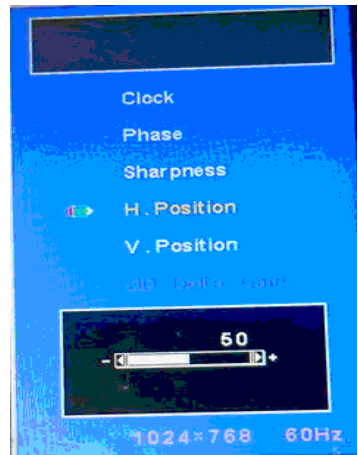 Clock
Phase
Sharpness
H.Position
V.Position
50
- +
1024×768 60Hz